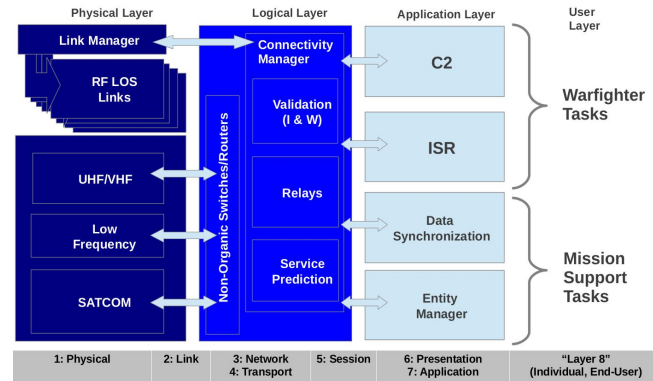 Physical Layer
Logical Layer
Application Layer
User
Layer
Link Manager
RF LOS
Links
UHF/VHF
Low
Frequency
SATCOM
Non-Organic Switches/Routers
Connectivity
Manager
Validation
(I & W)
Relays
Service
Prediction
C2
ISR
Data
Synchronization
Entity
Manager
Warfighter
Tasks
Mission
Support
Tasks
1: Physical
2: Link
3: Network
4: Transport
5: Session
6: Presentation
7: Application
“Layer 8”
(Individual, End-User)